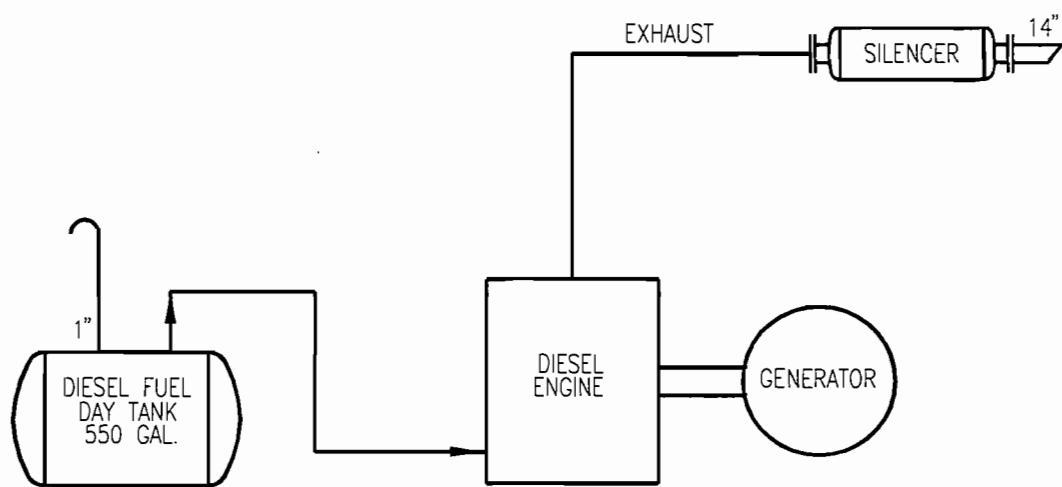 EXHAUST
14"
SILENCER
1"
DIESEL FUEL
DAY TANK
550 GAL.
DIESEL
ENGINE
GENERATOR